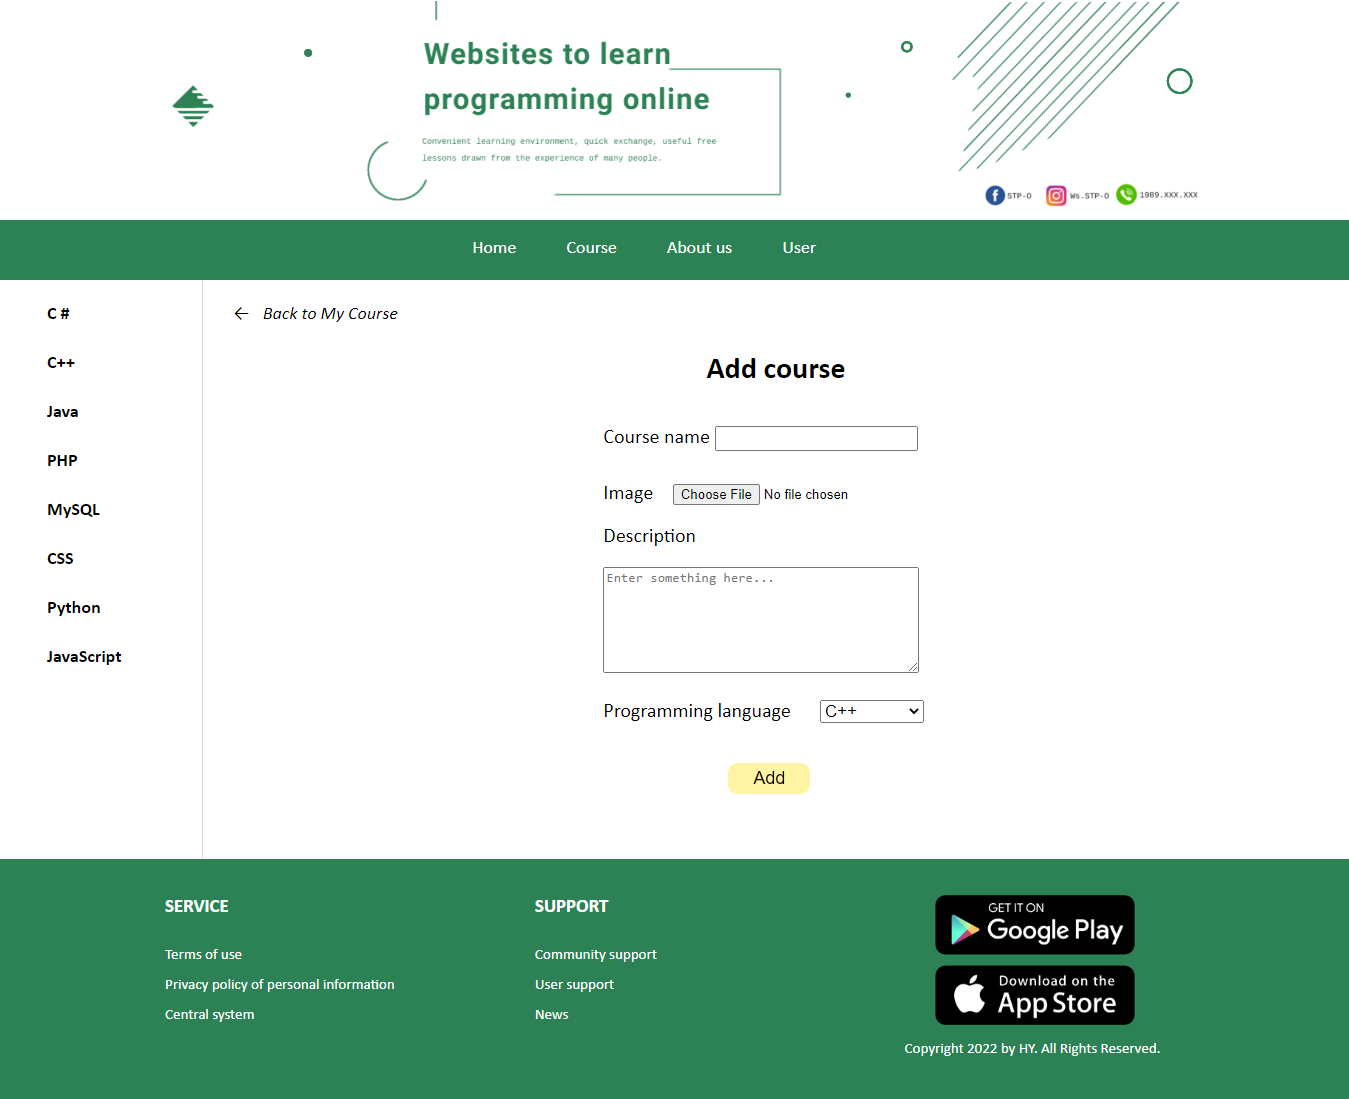 Websites to learn
programming online
Convenient learning environment, quick exchange, useful free
lessons drawn from the experience of many people.
STP-O
Ws.STP-O
1989.XXX.XXX
Home
Course
About us
User
C #
C++
Java
PHP
MySQL
CSS
Python
JavaScript
Back to My Course
Add course
Course name
Image
Choose File No file chosen
Description
Enter something here...
Programming language
C++
Add
SERVICE
Terms of use
Privacy policy of personal information
Central system
SUPPORT
Community support
User support
News
GET IT ON
Google Play
Download on the
App Store
Copyright 2022 by HY. All Rights Reserved.